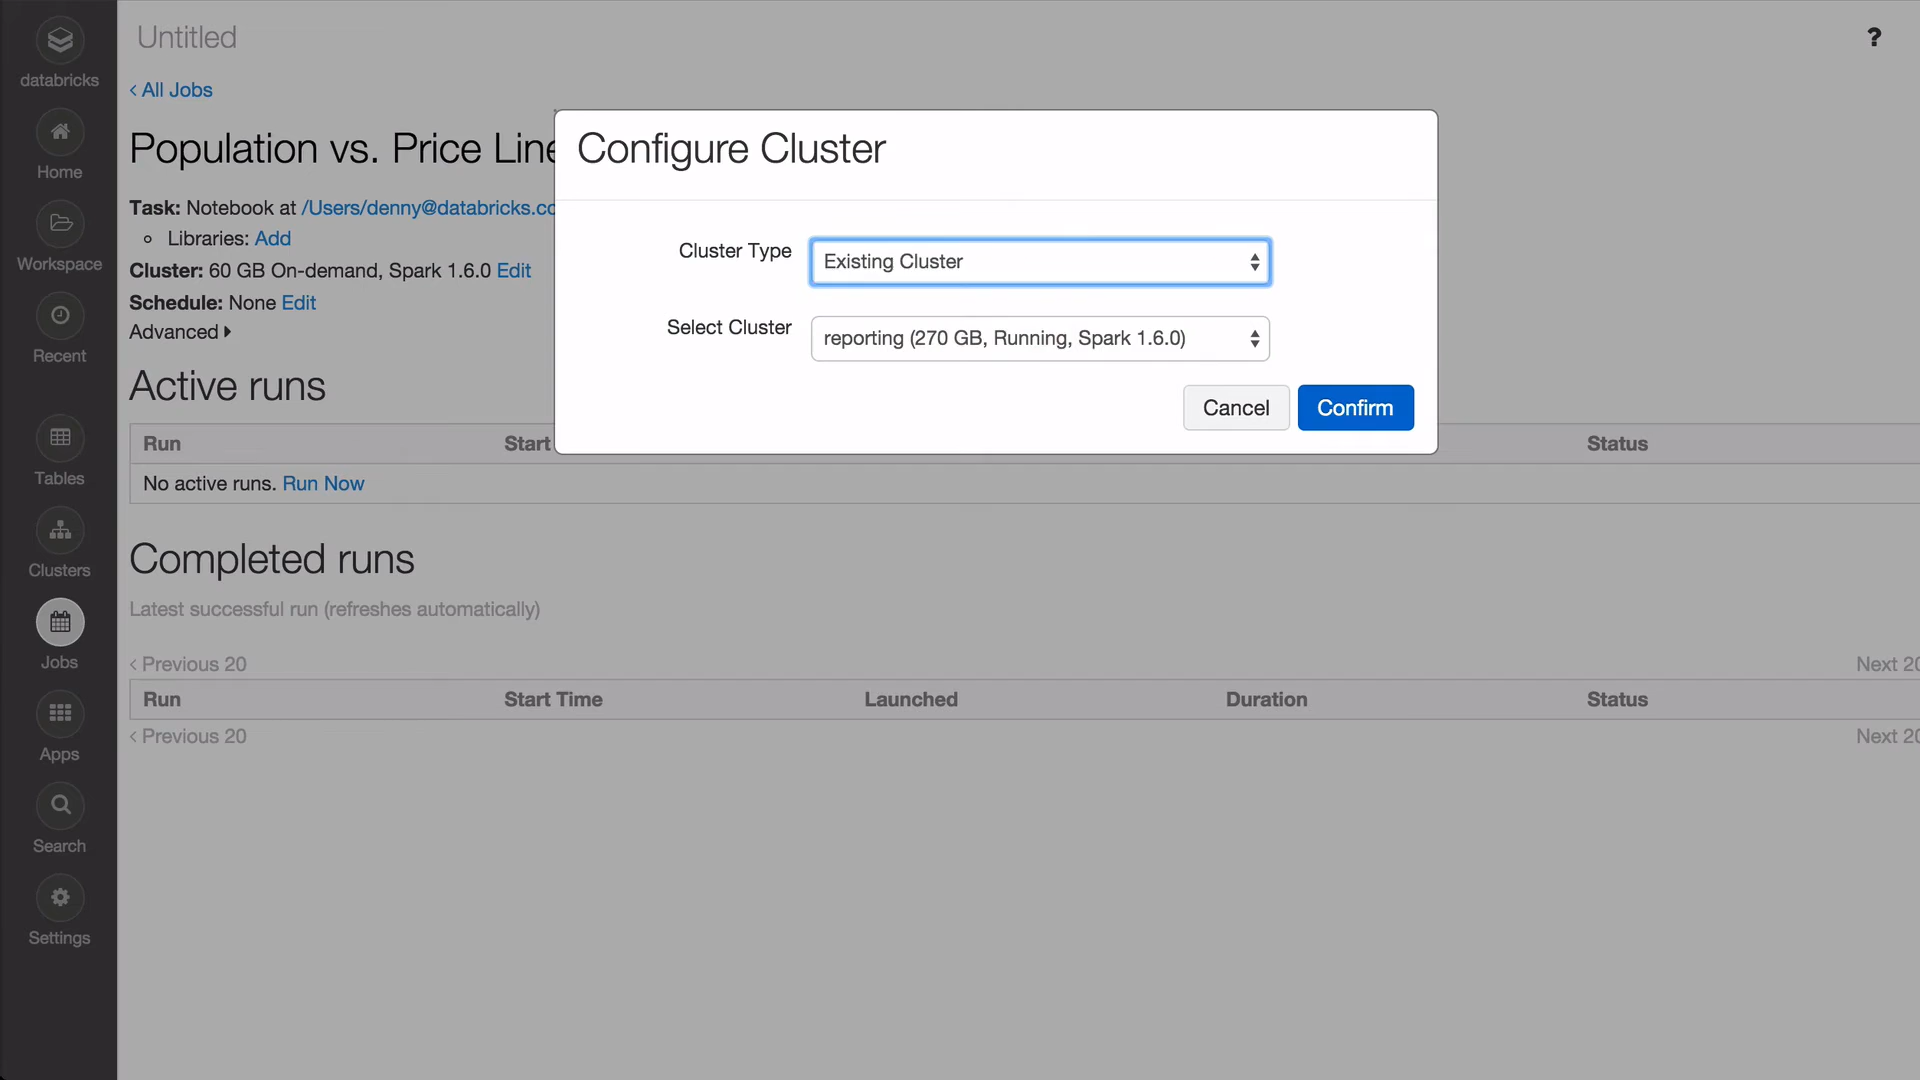 databricks
Home
Workspace
Recent
Tables
Clusters
Jobs
Apps
Search
Settings
Untitled
?
‹ All Jobs
Population vs. Price Line
Task: Notebook at /Users/denny@databricks.co
Libraries: Add
Cluster: 60 GB On-demand, Spark 1.6.0 Edit
Schedule: None Edit
Advanced
Configure Cluster
Cluster Type Existing Cluster
Select Cluster reporting (270 GB, Running, Spark 1.6.0)
Cancel Confirm
Active runs
Run Start Status
No active runs. Run Now
Completed runs
Latest successful run (refreshes automatically)
‹ Previous 20 Next 20
Run Start Time Launched Duration Status
‹ Previous 20 Next 20